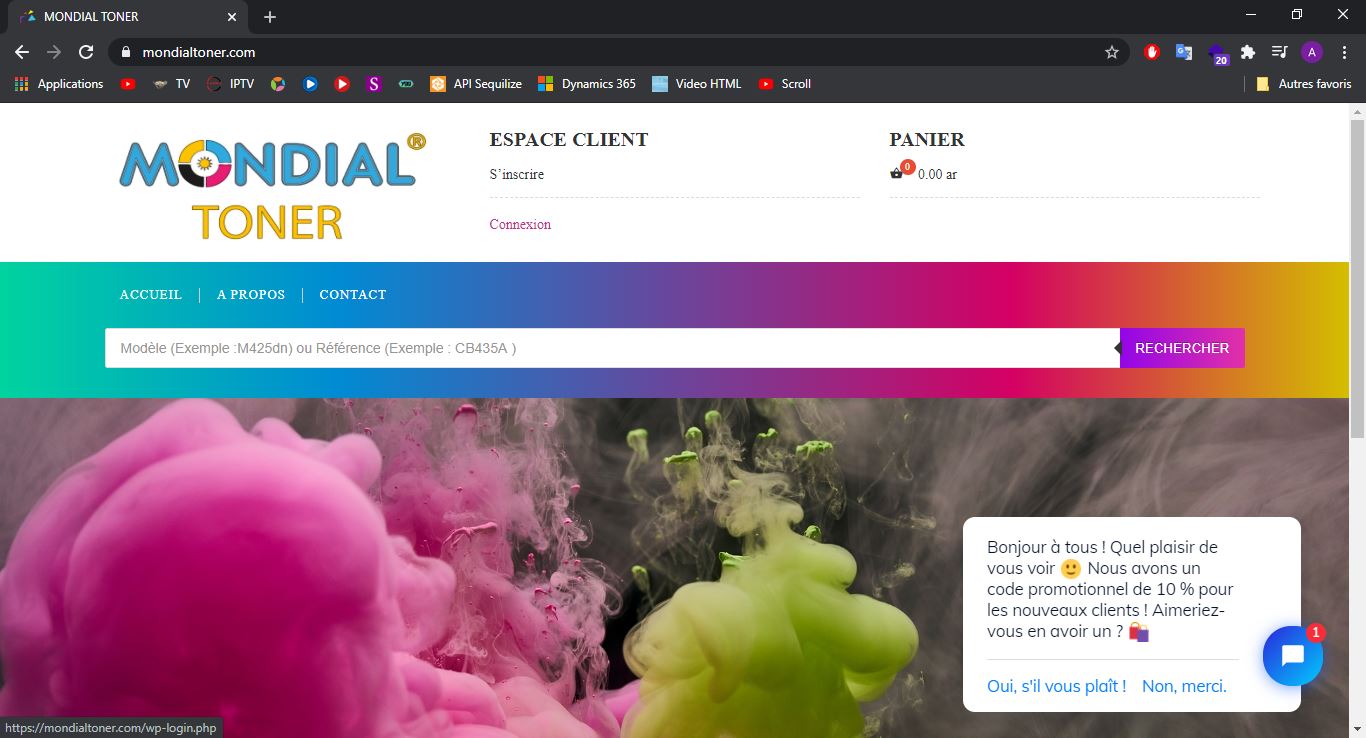 MONDIAL TONER
mondialtoner.com
20
A
Applications
TV
IPTV
S
API Sequilize
Dynamics 365
Video HTML
Scroll
Autres favoris
MONDIAL®
TONER
ESPACE CLIENT
S’inscrire
Connexion
PANIER
0
0.00 ar
ACCUEIL
A PROPOS
CONTACT
Modèle (Exemple :M425dn) ou Référence (Exemple : CB435A )
RECHERCHER
Bonjour à tous ! Quel plaisir de
vous voir 🙂 Nous avons un
code promotionnel de 10 % pour
les nouveaux clients ! Aimeriez-
vous en avoir un ? 🛍️
Oui, s'il vous plaît ! Non, merci.
1
https://mondialtoner.com/wp-login.php